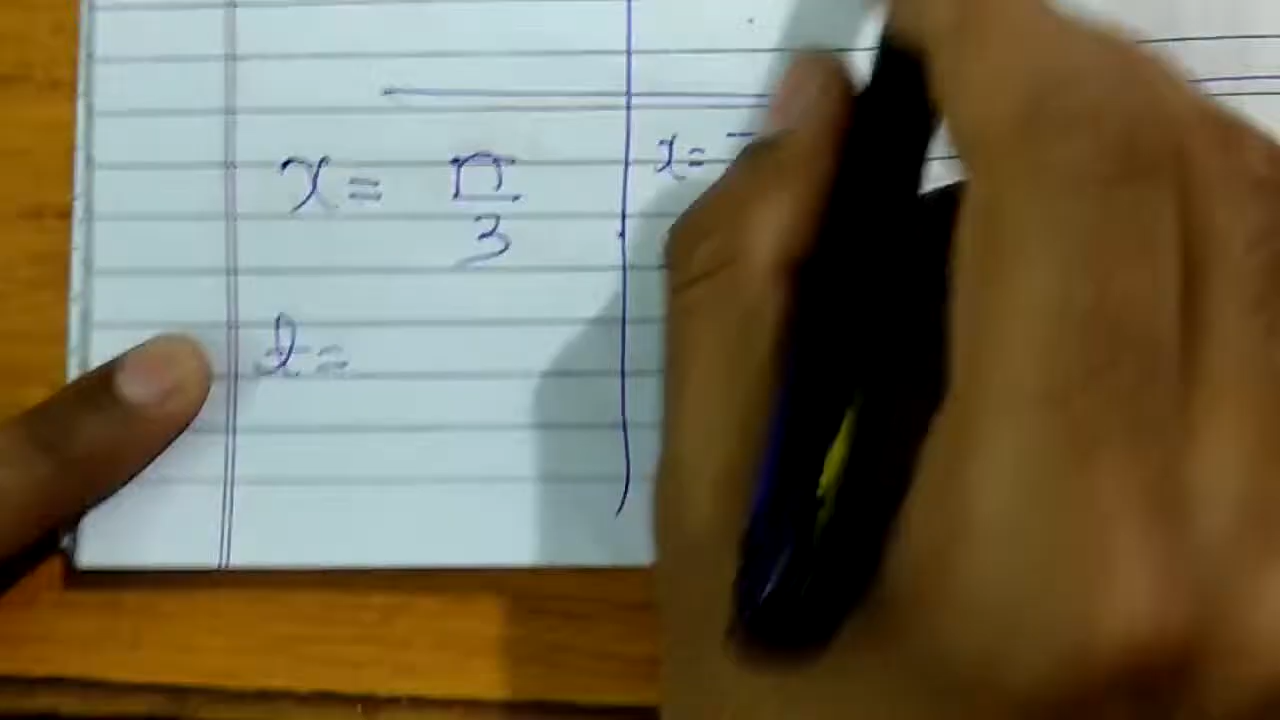 x = π/3
t =
x =